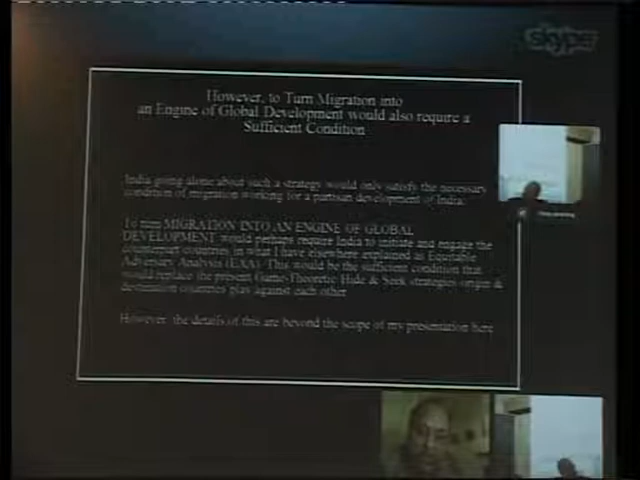 skype
However, to Turn Migration into
an Engine of Global Development would also require a
Sufficient Condition
India going alone about such a strategy would only satisfy the necessary
condition of migration working for a partisan development of India.
To turn MIGRATION INTO AN ENGINE OF GLOBAL
DEVELOPMENT would perhaps require India to initiate and engage the
counterpart countries in what I have elsewhere explained as Equitable
Adversary Analysis (EAA). This would be the sufficient condition that
would replace the present Game-Theoretic Hide & Seek strategies origin &
destination countries play against each other
However, the details of this are beyond the scope of my presentation here